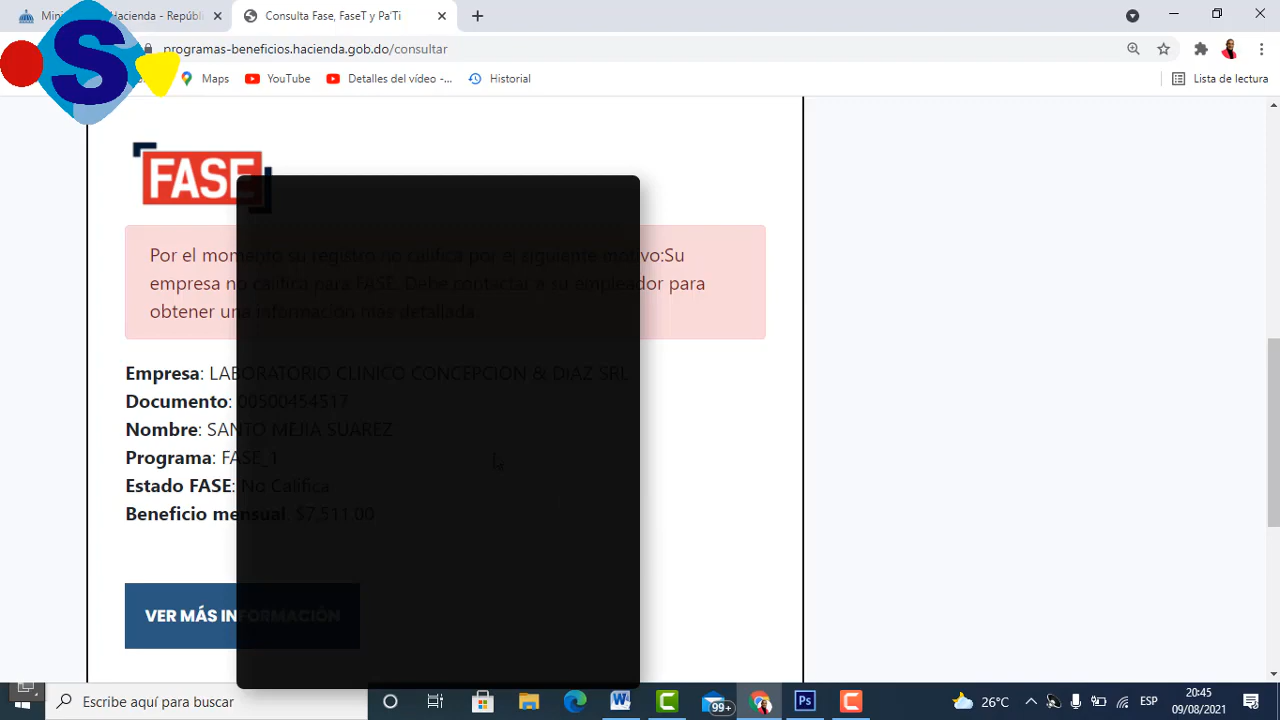 Mini
Hacienda - Repúbli
Consulta Fase, FaseT y Pa'Ti
S
programas-beneficios.hacienda.gob.do/consultar
Maps
YouTube
Detalles del vídeo -...
Historial
Lista de lectura
FASE
Por el momento su registro no califica por el siguiente motivo:Su
empresa no califica para FASE. Debe contactar a su empleador para
obtener una información más detallada.
Empresa: LABORATORIO CLINICO CONCEPCION & DIAZ SRL
Documento: 00500454517
Nombre: SANTO MEJIA SUAREZ
Programa: FASE_1
Estado FASE: No Califica
Beneficio mensual: $7,511.00
VER MÁS INFORMACIÓN
Escribe aquí para buscar
99+
26°C
ESP
20:45
09/08/2021